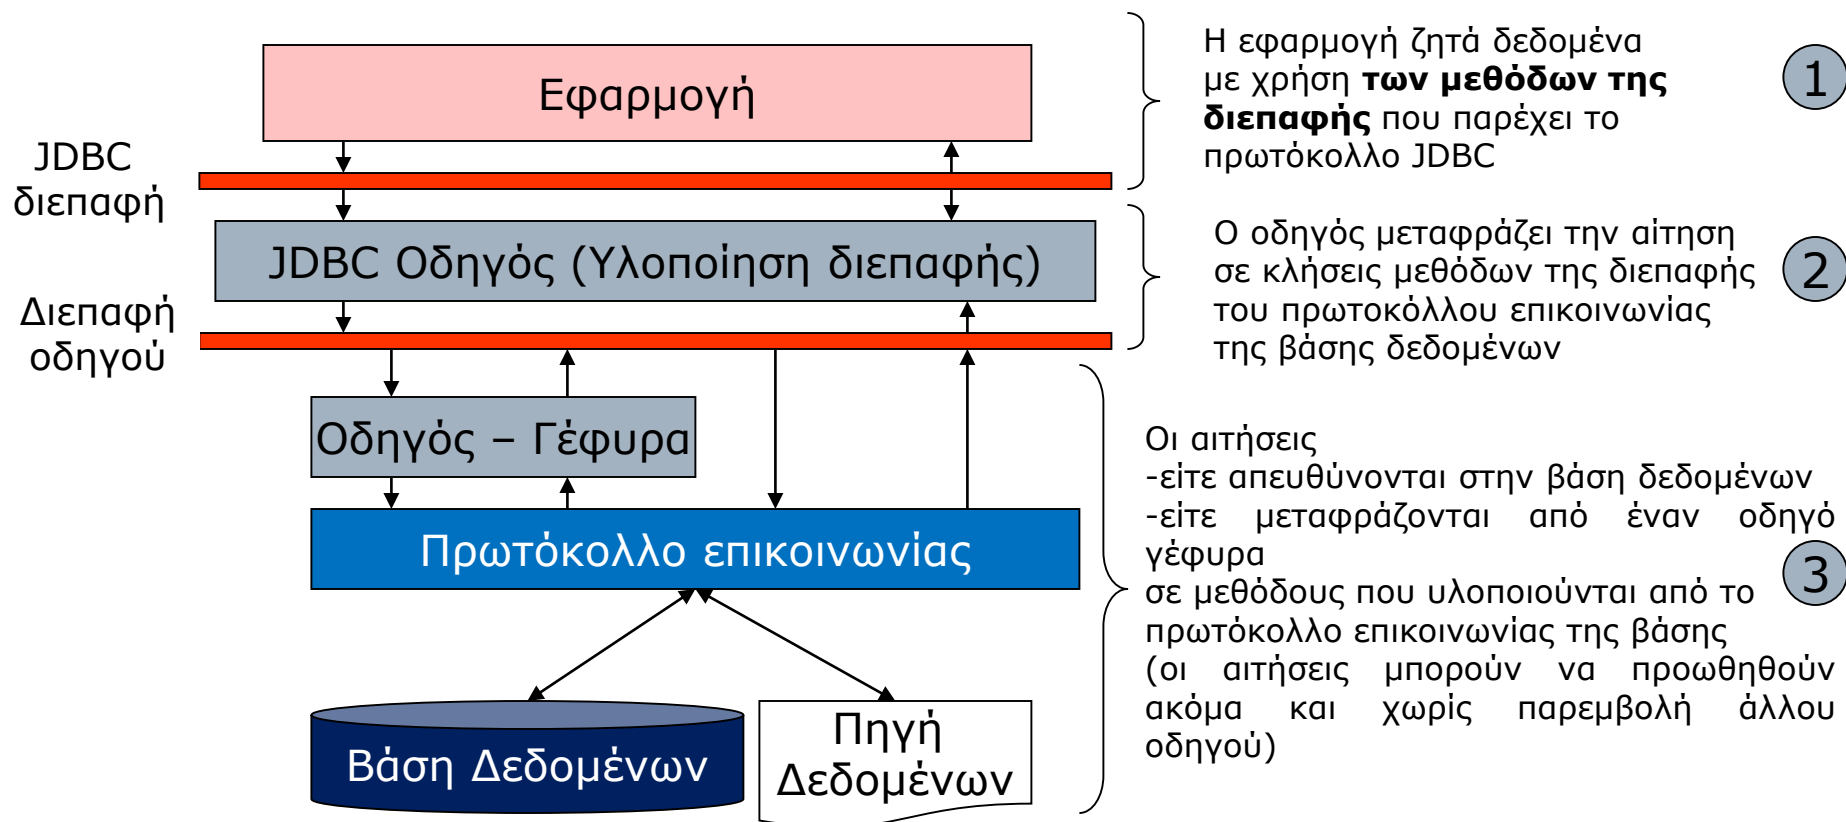 Εφαρμογή
JDBC
διεπαφή
JDBC Οδηγός (Υλοποίηση διεπαφής)
Διεπαφή
οδηγού
Οδηγός – Γέφυρα
Πρωτόκολλο επικοινωνίας
Βάση Δεδομένων
Πηγή
Δεδομένων
Η εφαρμογή ζητά δεδομένα
με χρήση των μεθόδων της
διεπαφής που παρέχει το
πρωτόκολλο JDBC
1
Ο οδηγός μεταφράζει την αίτηση
σε κλήσεις μεθόδων της διεπαφής
του πρωτοκόλλου επικοινωνίας
της βάσης δεδομένων
2
Οι αιτήσεις
-είτε απευθύνονται στην βάση δεδομένων
-είτε μεταφράζονται από έναν οδηγό
γέφυρα
σε μεθόδους που υλοποιούνται από το
πρωτόκολλο επικοινωνίας της βάσης
(οι αιτήσεις μπορούν να προωθηθούν
ακόμα και χωρίς παρεμβολή άλλου
οδηγού)
3